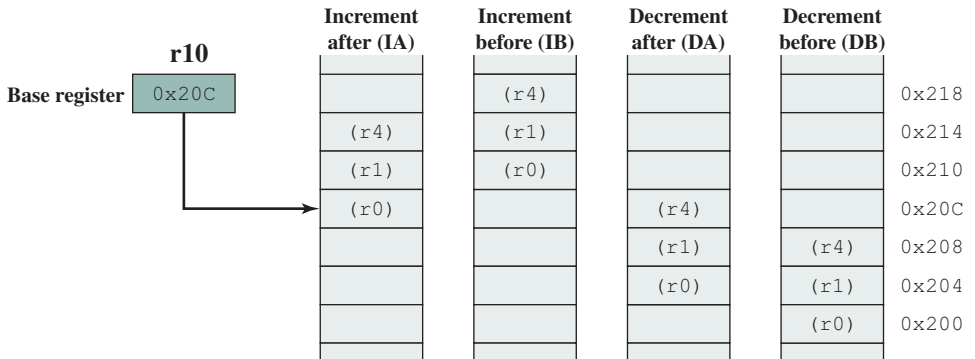 Increment after (IA)
Increment before (IB)
Decrement after (DA)
Decrement before (DB)
r10
Base register 0x20C
(r4) 0x218
(r4) (r1) 0x214
(r1) (r0) 0x210
(r0) (r4) 0x20C
(r1) (r4) 0x208
(r0) (r1) 0x204
(r0) 0x200